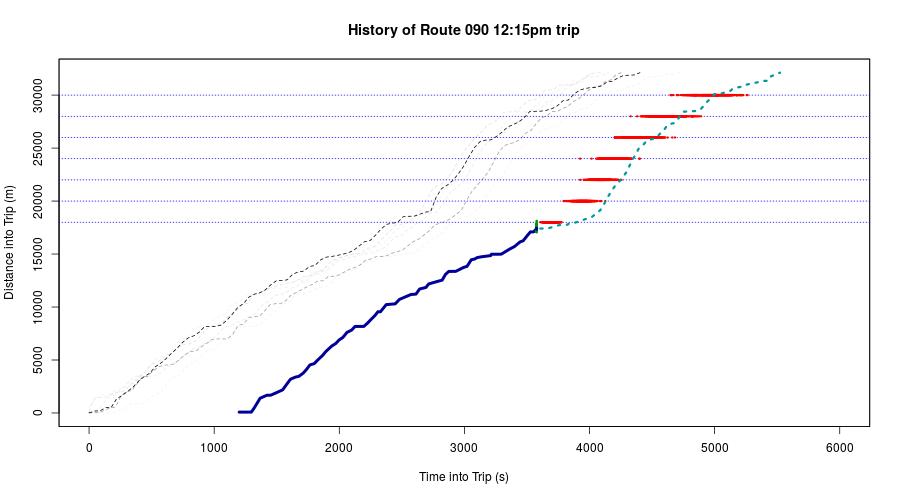 History of Route 090 12:15pm trip
Distance into Trip (m)
30000
25000
20000
15000
10000
5000
0
0 1000 2000 3000 4000 5000 6000
Time into Trip (s)